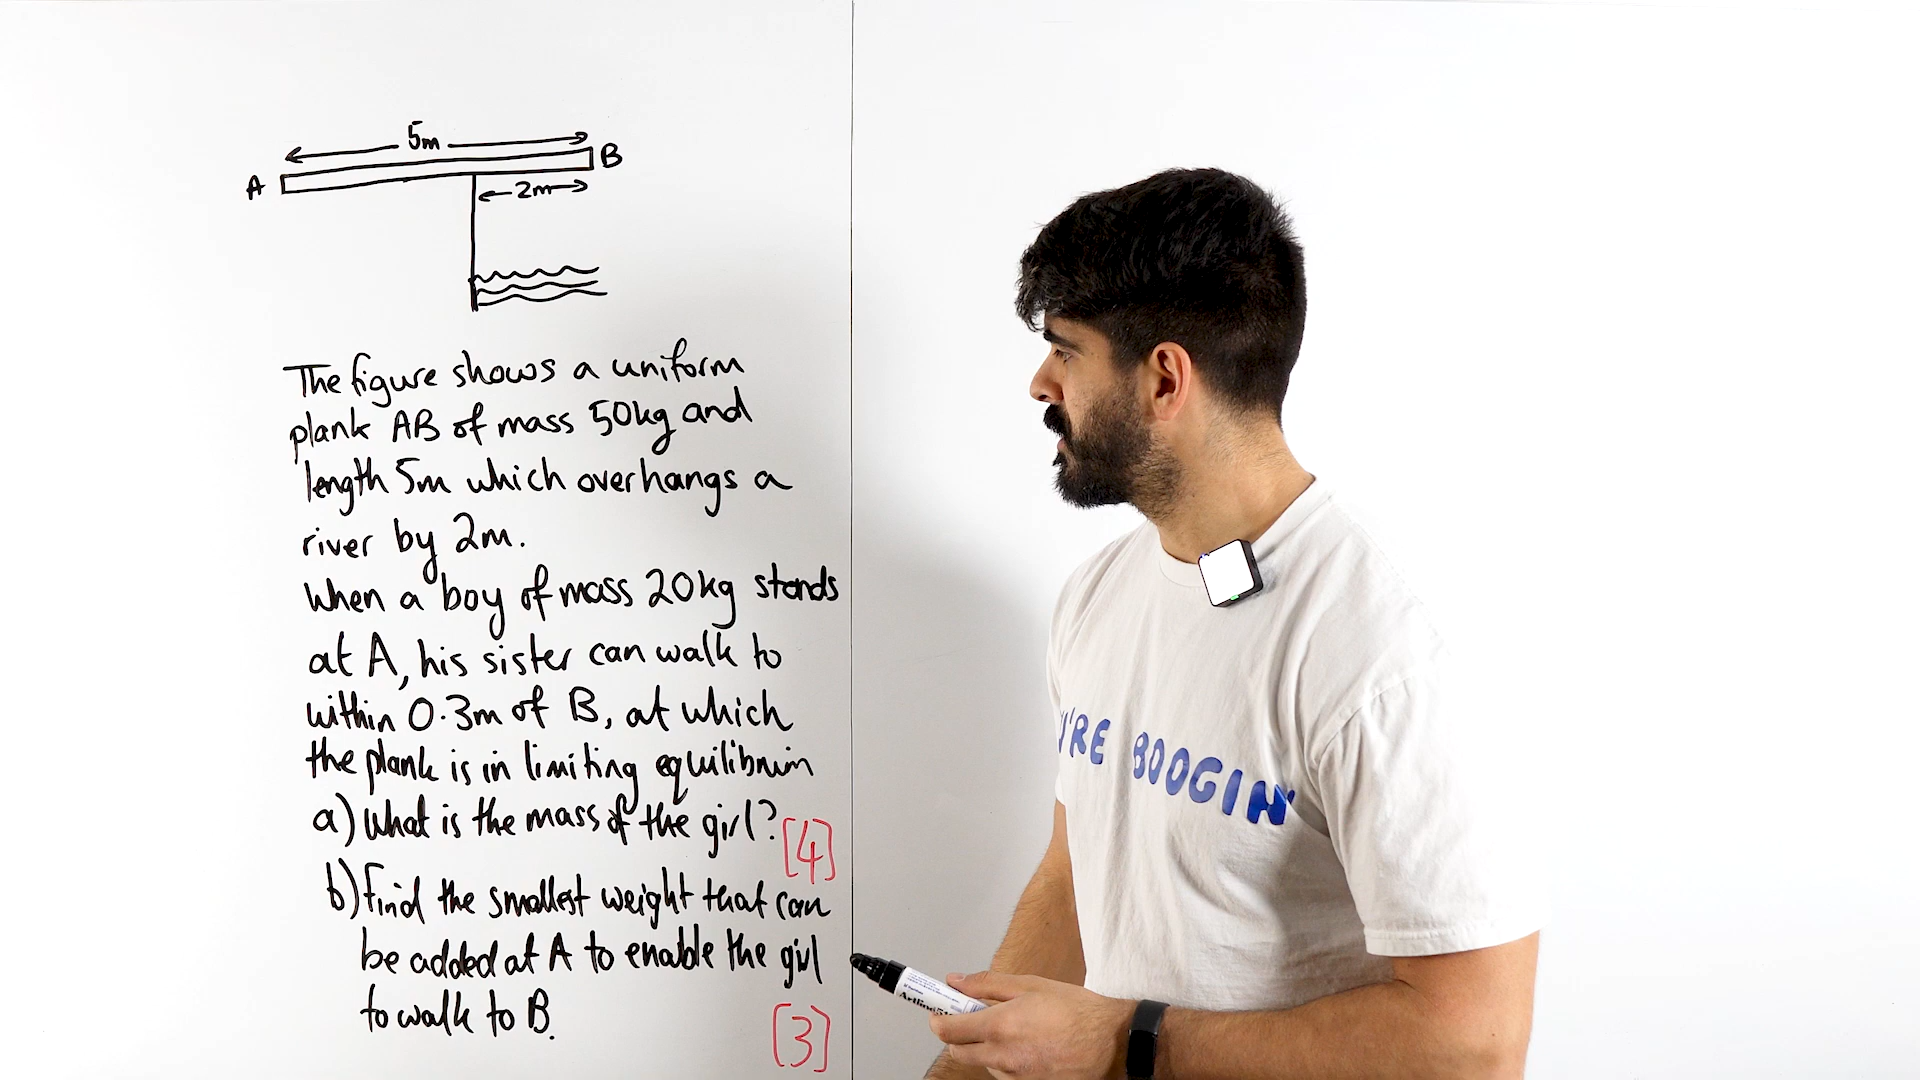 5m
A
B
2m
The figure shows a uniform
plank AB of mass 50kg and
length 5m which overhangs a
river by 2m.
When a boy of mass 20kg stands
at A, his sister can walk to
within 0.3m of B, at which
the plank is in limiting equilibrium
a) What is the mass of the girl?
[4]
b) Find the smallest weight that can
be added at A to enable the girl
to walk to B.
[3]
'RE BOOGIN'
Artline